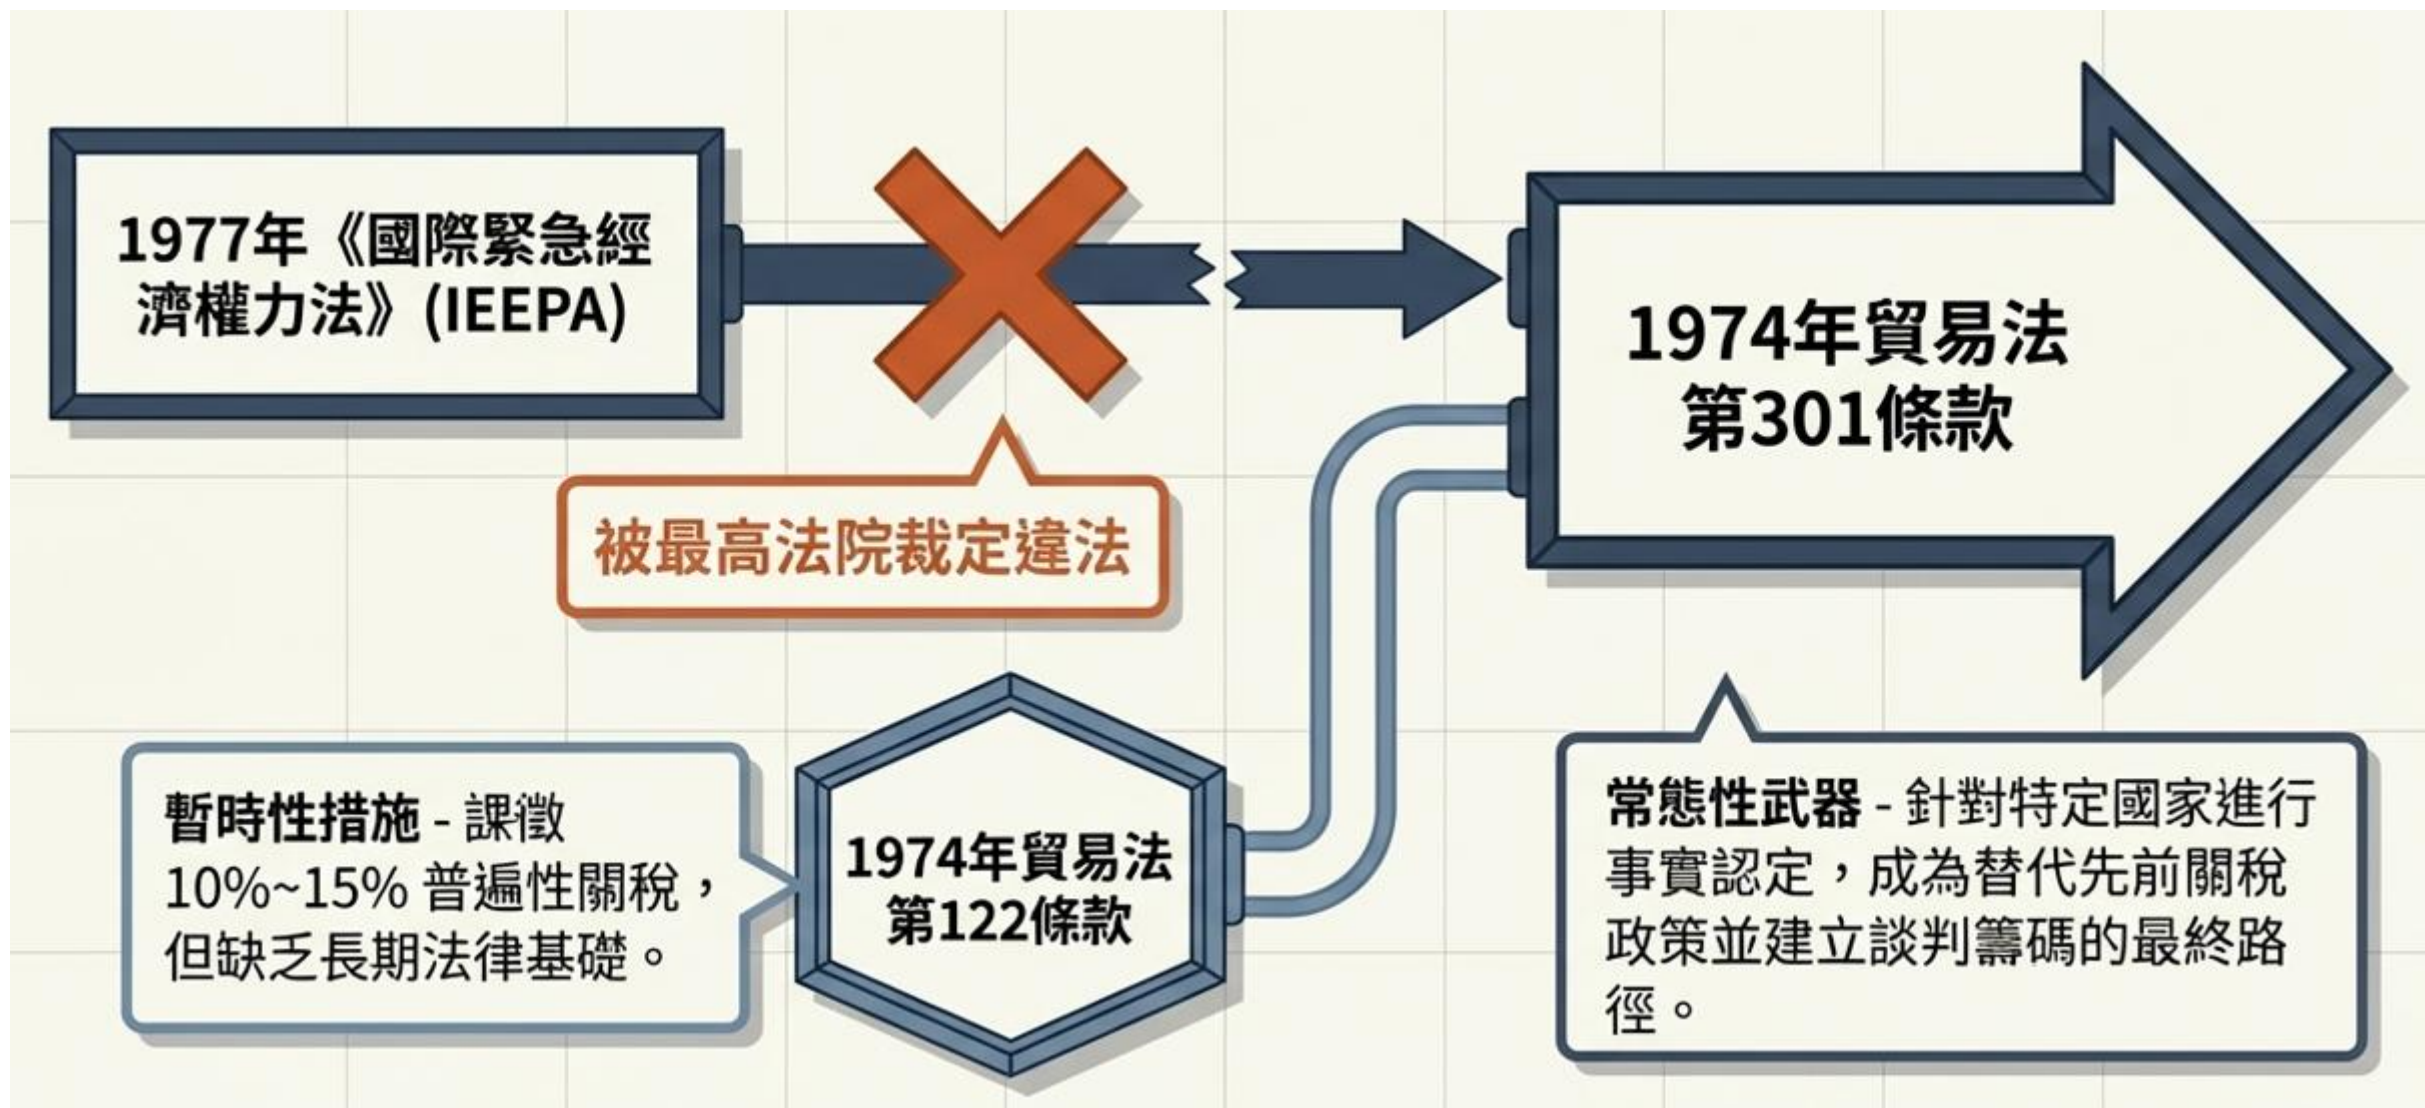 1977年《國際緊急經
濟權力法》(IEEPA)
被最高法院裁定違法
1974年貿易法
第301條款
暫時性措施 - 課徵
10%~15% 普遍性關稅，
但缺乏長期法律基礎。
1974年貿易法
第122條款
常態性武器 - 針對特定國家進行
事實認定，成為替代先前關稅
政策並建立談判籌碼的最終路
徑。